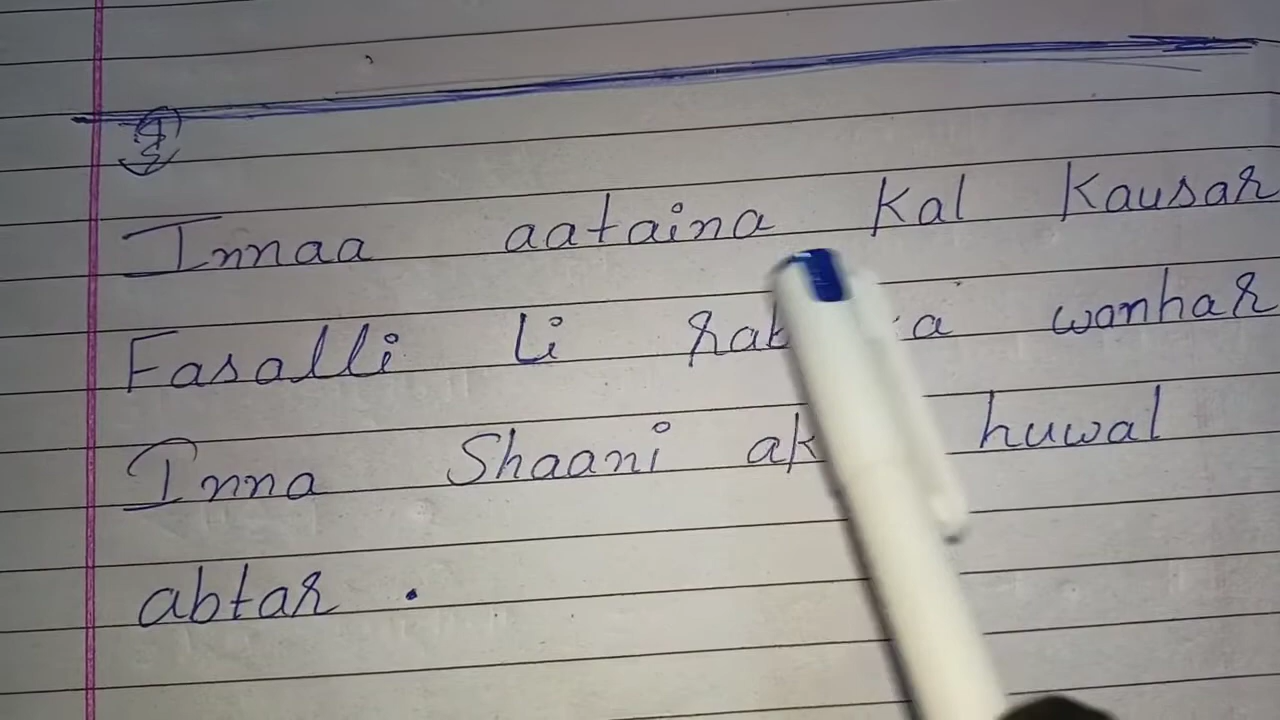 Innaa aataina Kal Kausar
Fasalli Li wanhar
Inna Shaani huwal
abtar .